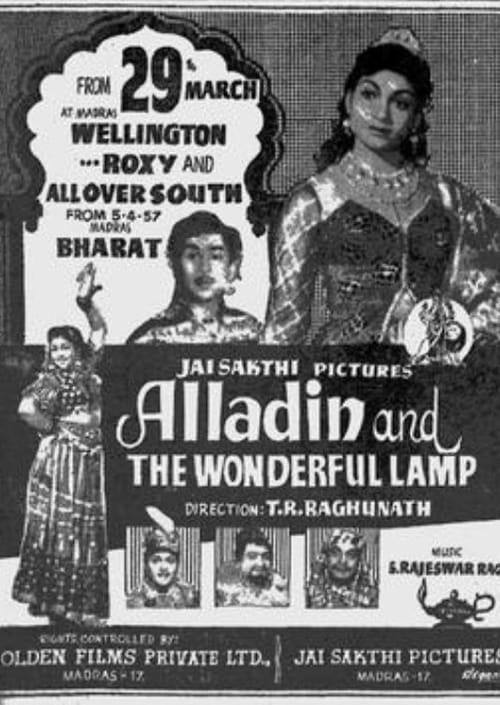 FROM 29th MARCH
AT MADRAS
WELLINGTON
...ROXY AND
ALL OVER SOUTH
FROM 5-4-57
MADRAS
BHARAT
JAI SAKTHI PICTURES
Alladin and
THE WONDERFUL LAMP
DIRECTION: T.R. RAGHUNATH
MUSIC
S. RAJESWAR RAO
RIGHTS CONTROLLED BY:
OLDEN FILMS PRIVATE LTD.,
MADRAS - 17.
JAI SAKTHI PICTURES
MADRAS - 17.